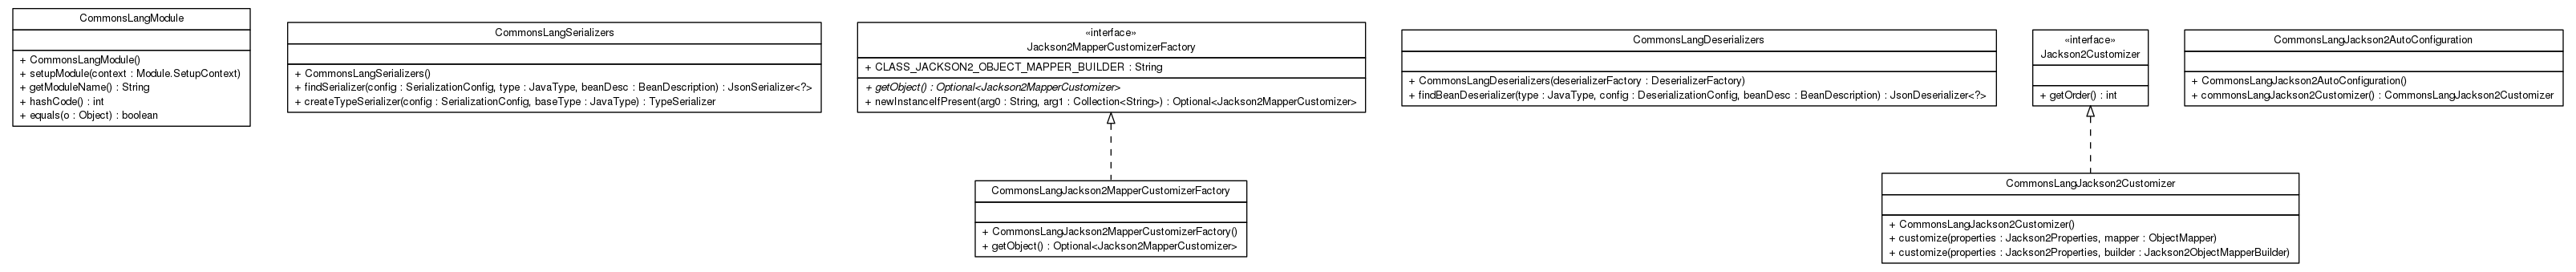 CommonsLangModule
+ CommonsLangModule()
+ setupModule(context : Module.SetupContext)
+ getModuleName() : String
+ hashCode() : int
+ equals(o : Object) : boolean
CommonsLangSerializers
+ CommonsLangSerializers()
+ findSerializer(config : SerializationConfig, type : JavaType, beanDesc : BeanDescription) : JsonSerializer<?>
+ createTypeSerializer(config : SerializationConfig, baseType : JavaType) : TypeSerializer
«interface»
Jackson2MapperCustomizerFactory
+ CLASS_JACKSON2_OBJECT_MAPPER_BUILDER : String
+ getObject() : Optional<Jackson2MapperCustomizer>
+ newInstanceIfPresent(arg0 : String, arg1 : Collection<String>) : Optional<Jackson2MapperCustomizer>
CommonsLangJackson2MapperCustomizerFactory
+ CommonsLangJackson2MapperCustomizerFactory()
+ getObject() : Optional<Jackson2MapperCustomizer>
CommonsLangDeserializers
+ CommonsLangDeserializers(deserializerFactory : DeserializerFactory)
+ findBeanDeserializer(type : JavaType, config : DeserializationConfig, beanDesc : BeanDescription) : JsonDeserializer<?>
«interface»
Jackson2Customizer
+ getOrder() : int
CommonsLangJackson2Customizer
+ CommonsLangJackson2Customizer()
+ customize(properties : Jackson2Properties, mapper : ObjectMapper)
+ customize(properties : Jackson2Properties, builder : Jackson2ObjectMapperBuilder)
CommonsLangJackson2AutoConfiguration
+ CommonsLangJackson2AutoConfiguration()
+ commonsLangJackson2Customizer() : CommonsLangJackson2Customizer